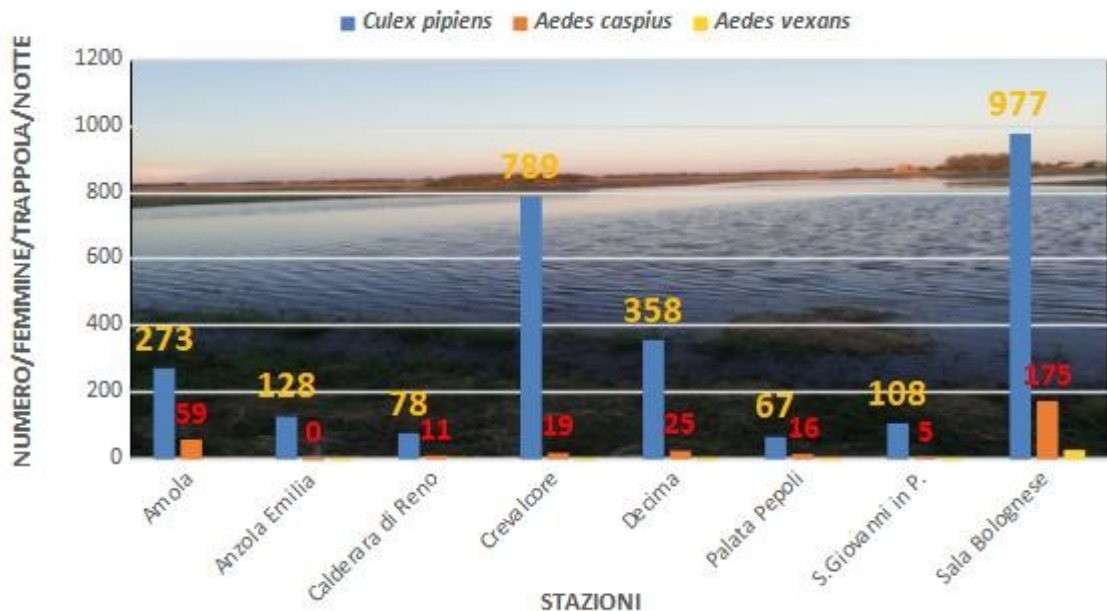 Culex pipiens Aedes caspius Aedes vexans
NUMERO/FEMMINE/TRAPPOLA/NOTTE
1200
1000
800
600
400
200
0
273
59
128
0
78
11
789
19
358
25
67
16
108
5
977
175
Amola
Anzola Emilia
Calderara di Reno
Crevalcore
Decima
Palata Pepoli
S.Giovanni in P.
Sala Bolognese
STAZIONI